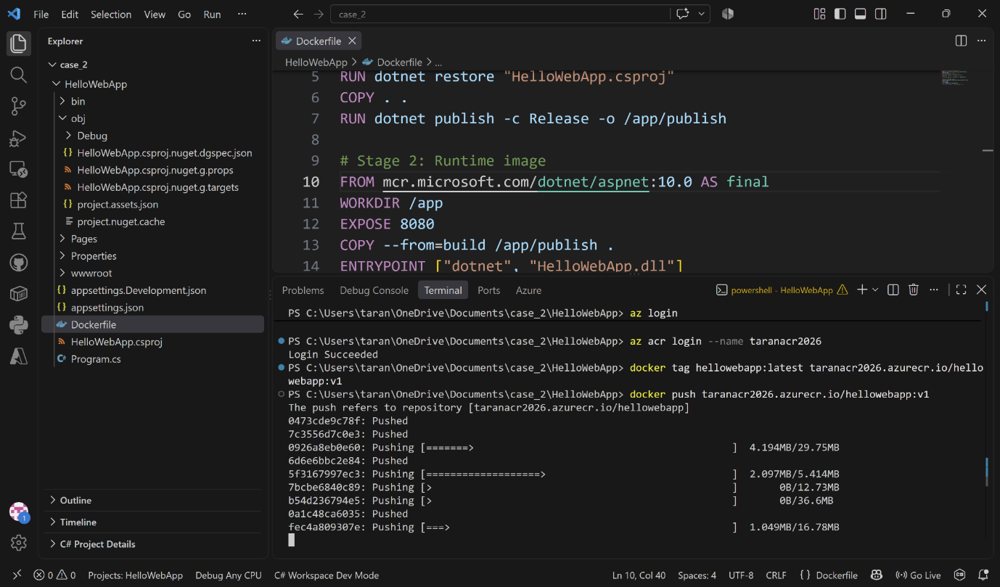 File Edit Selection View Go Run ···
case_2
Explorer ···
case_2
HelloWebApp
bin
obj
Debug
{} HelloWebApp.csproj.nuget.dgspec.json
HelloWebApp.csproj.nuget.g.props
HelloWebApp.csproj.nuget.g.targets
{} project.assets.json
project.nuget.cache
Pages
Properties
wwwroot
{} appsettings.Development.json
{} appsettings.json
Dockerfile
HelloWebApp.csproj
C# Program.cs
Outline
Timeline
C# Project Details
1
Dockerfile
HelloWebApp > Dockerfile > ...
5 RUN dotnet restore "HelloWebApp.csproj"
6 COPY . .
7 RUN dotnet publish -c Release -o /app/publish
8
9 # Stage 2: Runtime image
10 FROM mcr.microsoft.com/dotnet/aspnet:10.0 AS final
11 WORKDIR /app
12 EXPOSE 8080
13 COPY --from=build /app/publish .
14 ENTRYPOINT ["dotnet", "HelloWebApp.dll"]
Problems Debug Console Terminal Ports Azure
powershell - HelloWebApp
PS C:\Users\taran\OneDrive\Documents\case_2\HelloWebApp> az login
PS C:\Users\taran\OneDrive\Documents\case_2\HelloWebApp> az acr login --name taranacr2026
Login Succeeded
PS C:\Users\taran\OneDrive\Documents\case_2\HelloWebApp> docker tag hellowebapp:latest taranacr2026.azurecr.io/hello
webapp:v1
PS C:\Users\taran\OneDrive\Documents\case_2\HelloWebApp> docker push taranacr2026.azurecr.io/hellowebapp:v1
The push refers to repository [taranacr2026.azurecr.io/hellowebapp]
0473cde9c78f: Pushed
7c3556d7c0e3: Pushed
0926a8eb0e60: Pushing [=======> ] 4.194MB/29.75MB
6d6e6bbc2e84: Pushed
5f3167997ec3: Pushing [===================> ] 2.097MB/5.414MB
7bcbe6840c89: Pushing [> ] 0B/12.73MB
b54d236794e5: Pushing [> ] 0B/36.6MB
0a1c48ca6035: Pushed
fec4a809307e: Pushing [===> ] 1.049MB/16.78MB
0 0 Projects: HelloWebApp Debug Any CPU C# Workspace Dev Mode Ln 10, Col 40 Spaces: 4 UTF-8 CRLF {} Dockerfile Go Live